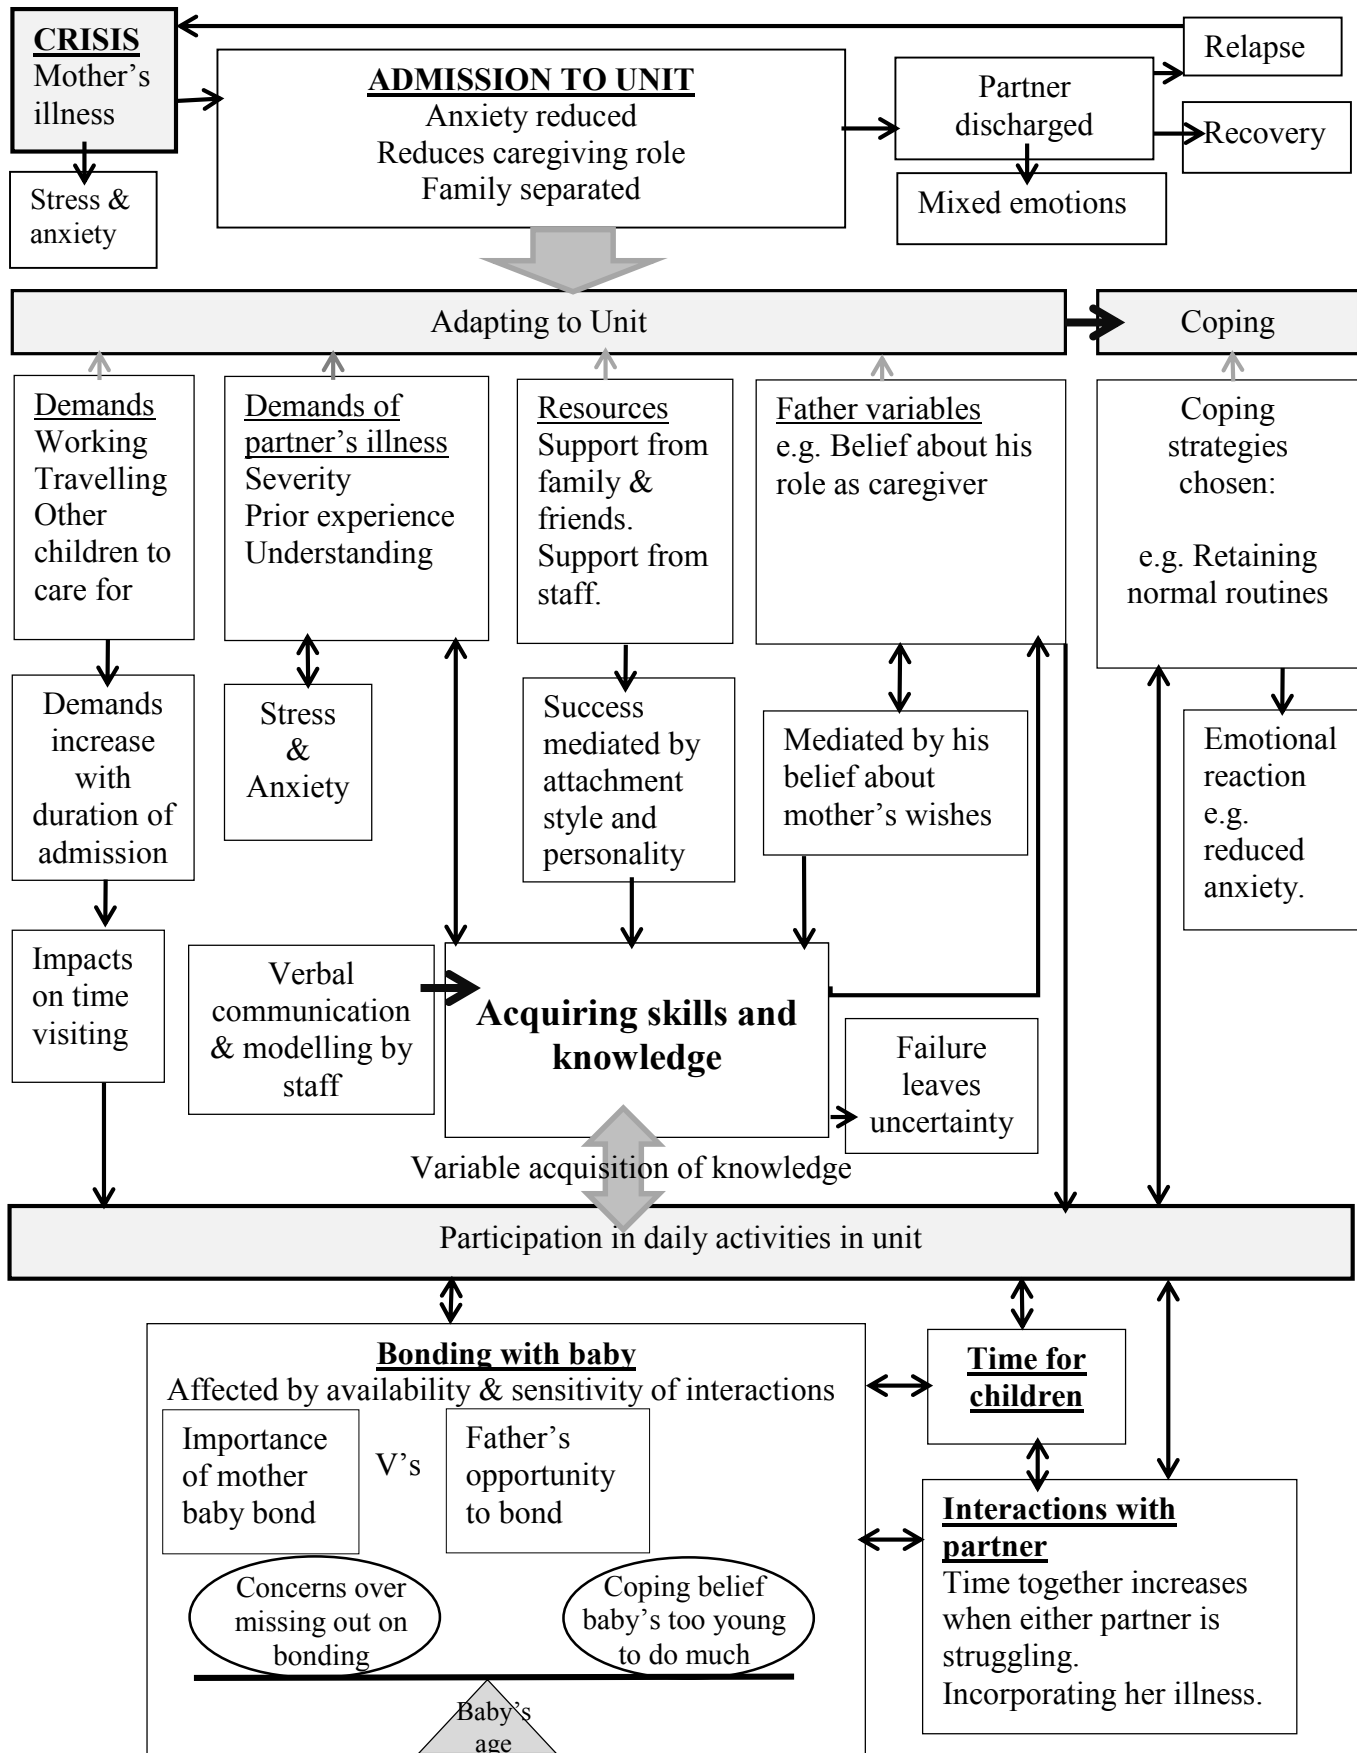 CRISIS
Mother’s
illness
ADMISSION TO UNIT
Anxiety reduced
Reduces caregiving role
Family separated
Partner
discharged
Relapse
Recovery
Stress &
anxiety
Mixed emotions
Adapting to Unit
Coping
Demands
Working
Travelling
Other
children to
care for
Demands of
partner’s illness
Severity
Prior experience
Understanding
Resources
Support from
family &
friends.
Support from
staff.
Father variables
e.g. Belief about his
role as caregiver
Coping
strategies
chosen:
e.g. Retaining
normal routines
Demands
increase
with
duration of
admission
Stress
&
Anxiety
Success
mediated by
attachment
style and
personality
Mediated by his
belief about
mother’s wishes
Emotional
reaction
e.g.
reduced
anxiety.
Impacts
on time
visiting
Verbal
communication
& modelling by
staff
Acquiring skills and
knowledge
Failure
leaves
uncertainty
Variable acquisition of knowledge
Participation in daily activities in unit
Bonding with baby
Affected by availability & sensitivity of interactions
Importance
of mother
baby bond
V’s
Father’s
opportunity
to bond
Concerns over
missing out on
bonding
Coping belief
baby’s too young
to do much
Baby’s
age
Time for
children
Interactions with
partner
Time together increases
when either partner is
struggling.
Incorporating her illness.